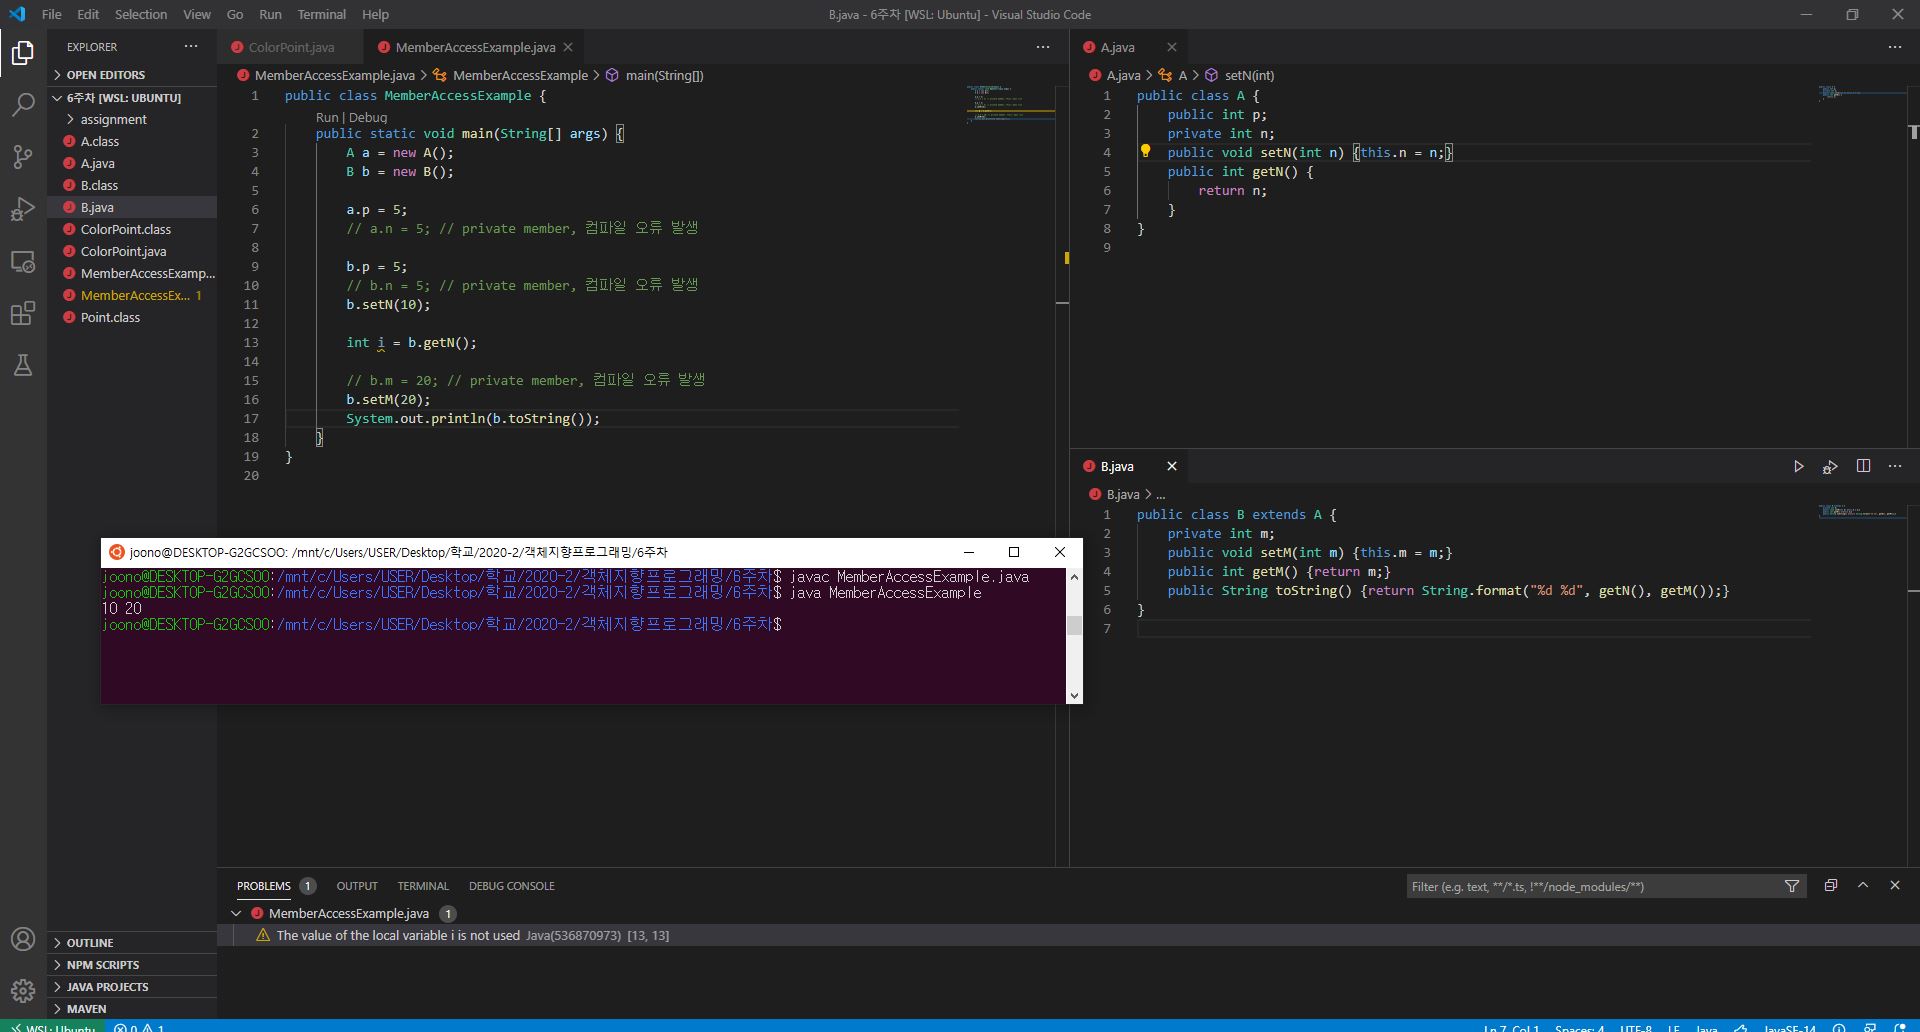 File Edit Selection View Go Run Terminal Help
B.java - 6주차 [WSL: Ubuntu] - Visual Studio Code
EXPLORER
OPEN EDITORS
6주차 [WSL: UBUNTU]
assignment
A.class
A.java
B.class
B.java
ColorPoint.class
ColorPoint.java
MemberAccessExamp...
MemberAccessEx... 1
Point.class
OUTLINE
NPM SCRIPTS
JAVA PROJECTS
MAVEN
ColorPoint.java MemberAccessExample.java
MemberAccessExample.java > MemberAccessExample > main(String[])
1 public class MemberAccessExample {
Run | Debug
2 public static void main(String[] args) {
3 A a = new A();
4 B b = new B();
5
6 a.p = 5;
7 // a.n = 5; // private member, 컴파일 오류 발생
8
9 b.p = 5;
10 // b.n = 5; // private member, 컴파일 오류 발생
11 b.setN(10);
12
13 int i = b.getN();
14
15 // b.m = 20; // private member, 컴파일 오류 발생
16 b.setM(20);
17 System.out.println(b.toString());
18 }
19 }
20
A.java
A.java > A > setN(int)
1 public class A {
2 public int p;
3 private int n;
4 public void setN(int n) {this.n = n;}
5 public int getN() {
6 return n;
7 }
8 }
9
B.java
B.java > ...
1 public class B extends A {
2 private int m;
3 public void setM(int m) {this.m = m;}
4 public int getM() {return m;}
5 public String toString() {return String.format("%d %d", getN(), getM());}
6 }
7
joono@DESKTOP-G2GCSOO: /mnt/c/Users/USER/Desktop/학교/2020-2/객체지향프로그래밍/6주차
joono@DESKTOP-G2GCSOO:/mnt/c/Users/USER/Desktop/학교/2020-2/객체지향프로그래밍/6주차$ javac MemberAccessExample.java
joono@DESKTOP-G2GCSOO:/mnt/c/Users/USER/Desktop/학교/2020-2/객체지향프로그래밍/6주차$ java MemberAccessExample
10 20
joono@DESKTOP-G2GCSOO:/mnt/c/Users/USER/Desktop/학교/2020-2/객체지향프로그래밍/6주차$
PROBLEMS 1 OUTPUT TERMINAL DEBUG CONSOLE
Filter (e.g. text, **/*.ts, !**/node_modules/**)
MemberAccessExample.java 1
The value of the local variable i is not used Java(536870973) [13, 13]
WSL: Ubuntu 0 1 Ln 7, Col 1 Spaces: 4 UTF-8 LF Java JavaSE-14